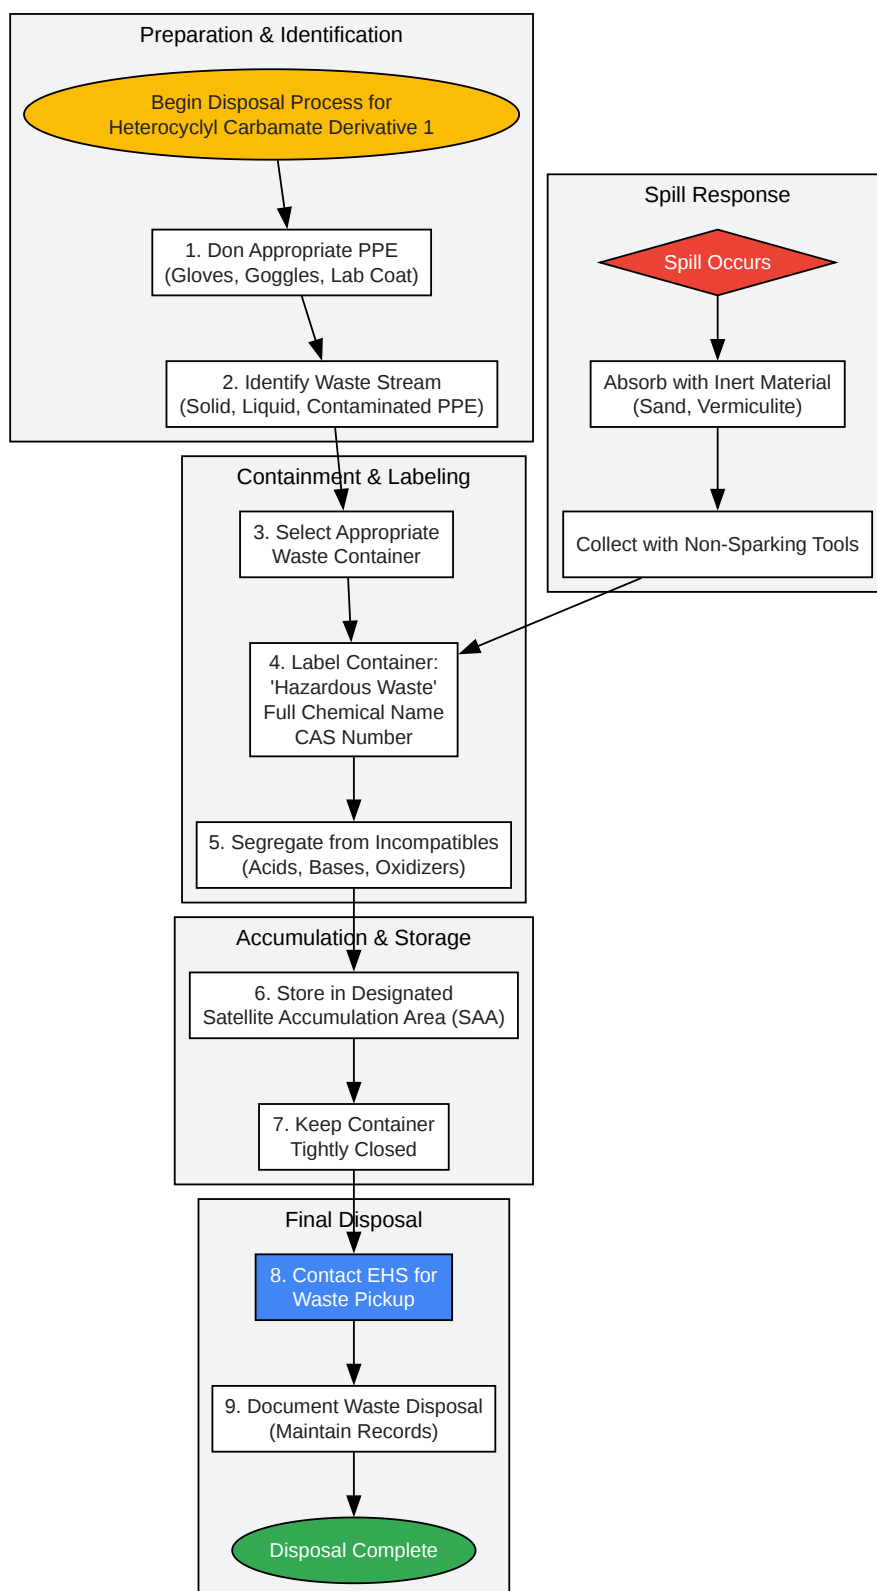 Preparation & Identification
Begin Disposal Process for
Heterocyclyl Carbamate Derivative 1
1. Don Appropriate PPE
(Gloves, Goggles, Lab Coat)
2. Identify Waste Stream
(Solid, Liquid, Contaminated PPE)
Spill Response
Spill Occurs
Absorb with Inert Material
(Sand, Vermiculite)
Collect with Non-Sparking Tools
Containment & Labeling
3. Select Appropriate
Waste Container
4. Label Container:
'Hazardous Waste'
Full Chemical Name
CAS Number
5. Segregate from Incompatibles
(Acids, Bases, Oxidizers)
Accumulation & Storage
6. Store in Designated
Satellite Accumulation Area (SAA)
7. Keep Container
Tightly Closed
Final Disposal
8. Contact EHS for
Waste Pickup
9. Document Waste Disposal
(Maintain Records)
Disposal Complete